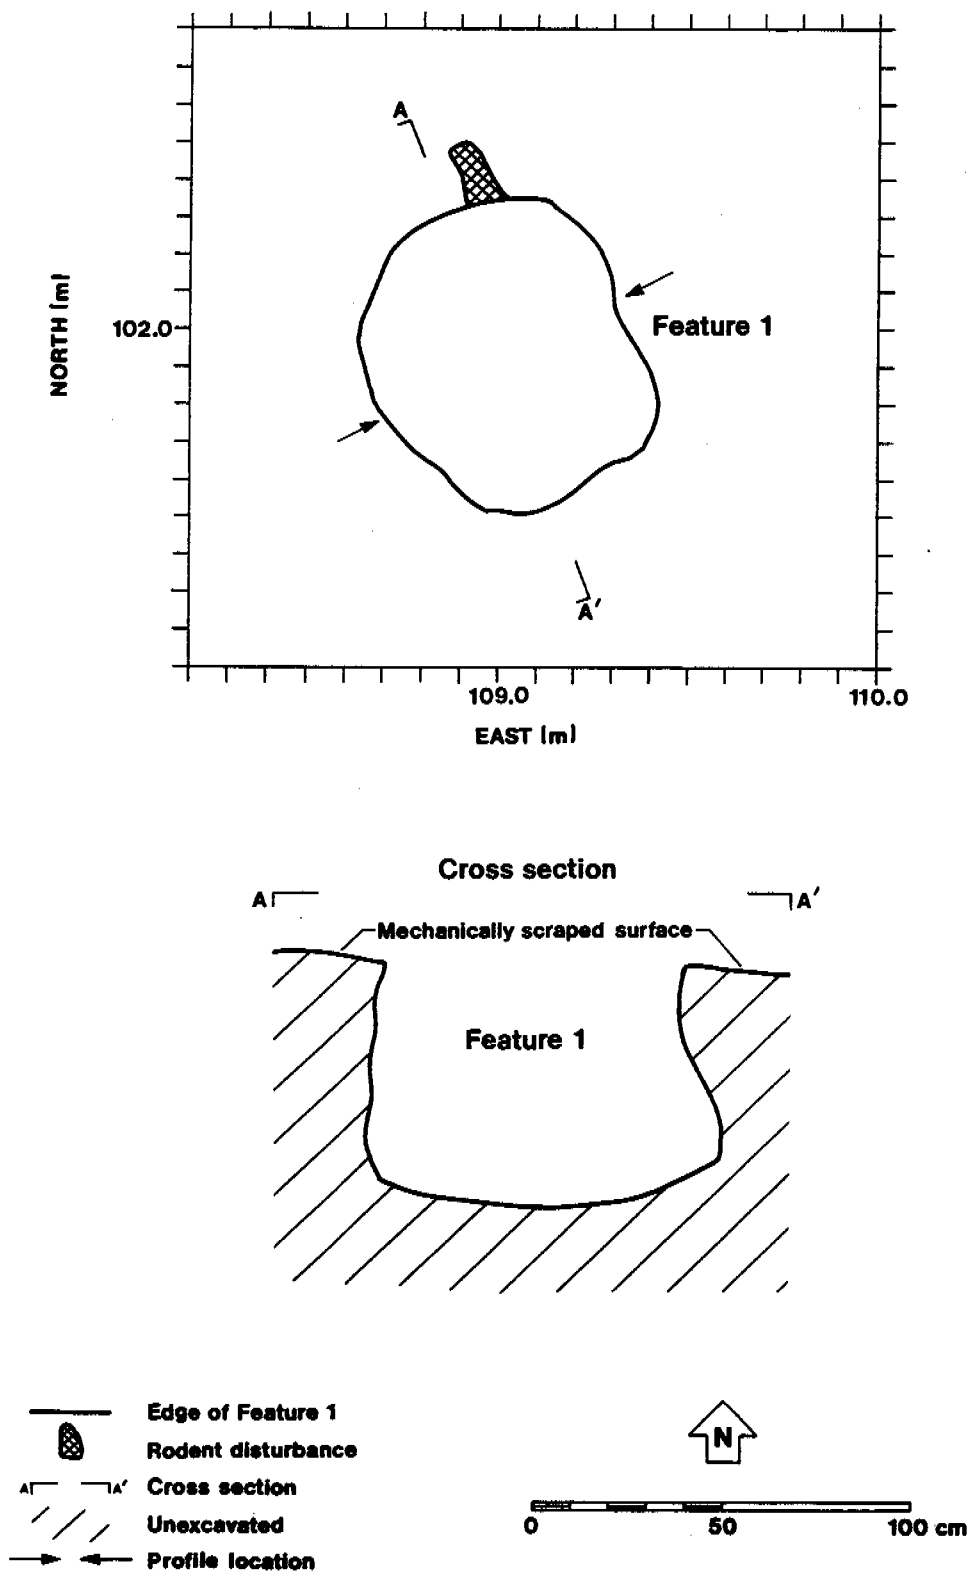 A
NORTH (m)
102.0
Feature 1
A'
109.0
110.0
EAST (m)
Cross section
A
A'
Mechanically scraped surface
Feature 1
Edge of Feature 1
Rodent disturbance
A A' Cross section
Unexcavated
Profile location
N
0 50 100 cm